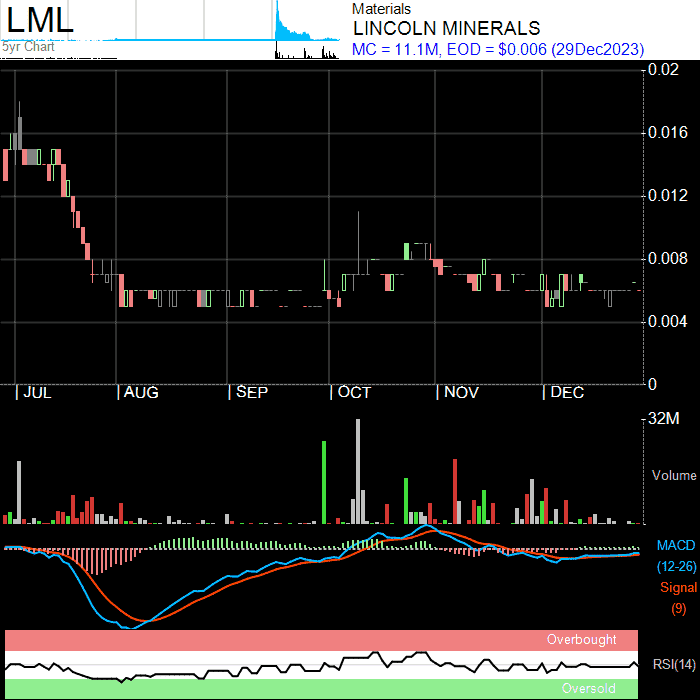 LML
5yr Chart
Materials
LINCOLN MINERALS
MC = 11.1M, EOD = $0.006 (29Dec2023)
0.02
0.016
0.012
0.008
0.004
0
JUL AUG SEP OCT NOV DEC
32M
Volume
MACD
(12-26)
Signal
(9)
Overbought
RSI(14)
Oversold